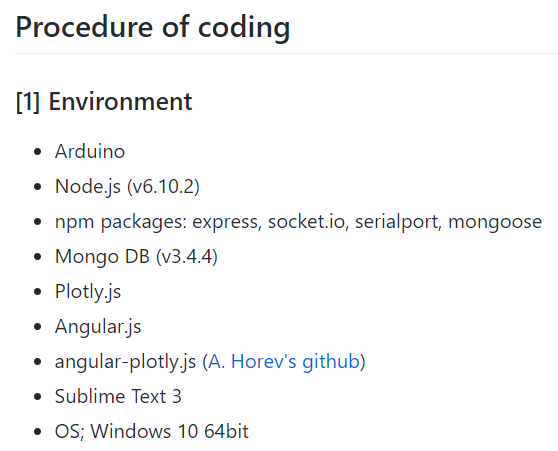 Procedure of coding
[1] Environment
• Arduino
• Node.js (v6.10.2)
• npm packages: express, socket.io, serialport, mongoose
• Mongo DB (v3.4.4)
• Plotly.js
• Angular.js
• angular-plotly.js (A. Horev's github)
• Sublime Text 3
• OS; Windows 10 64bit